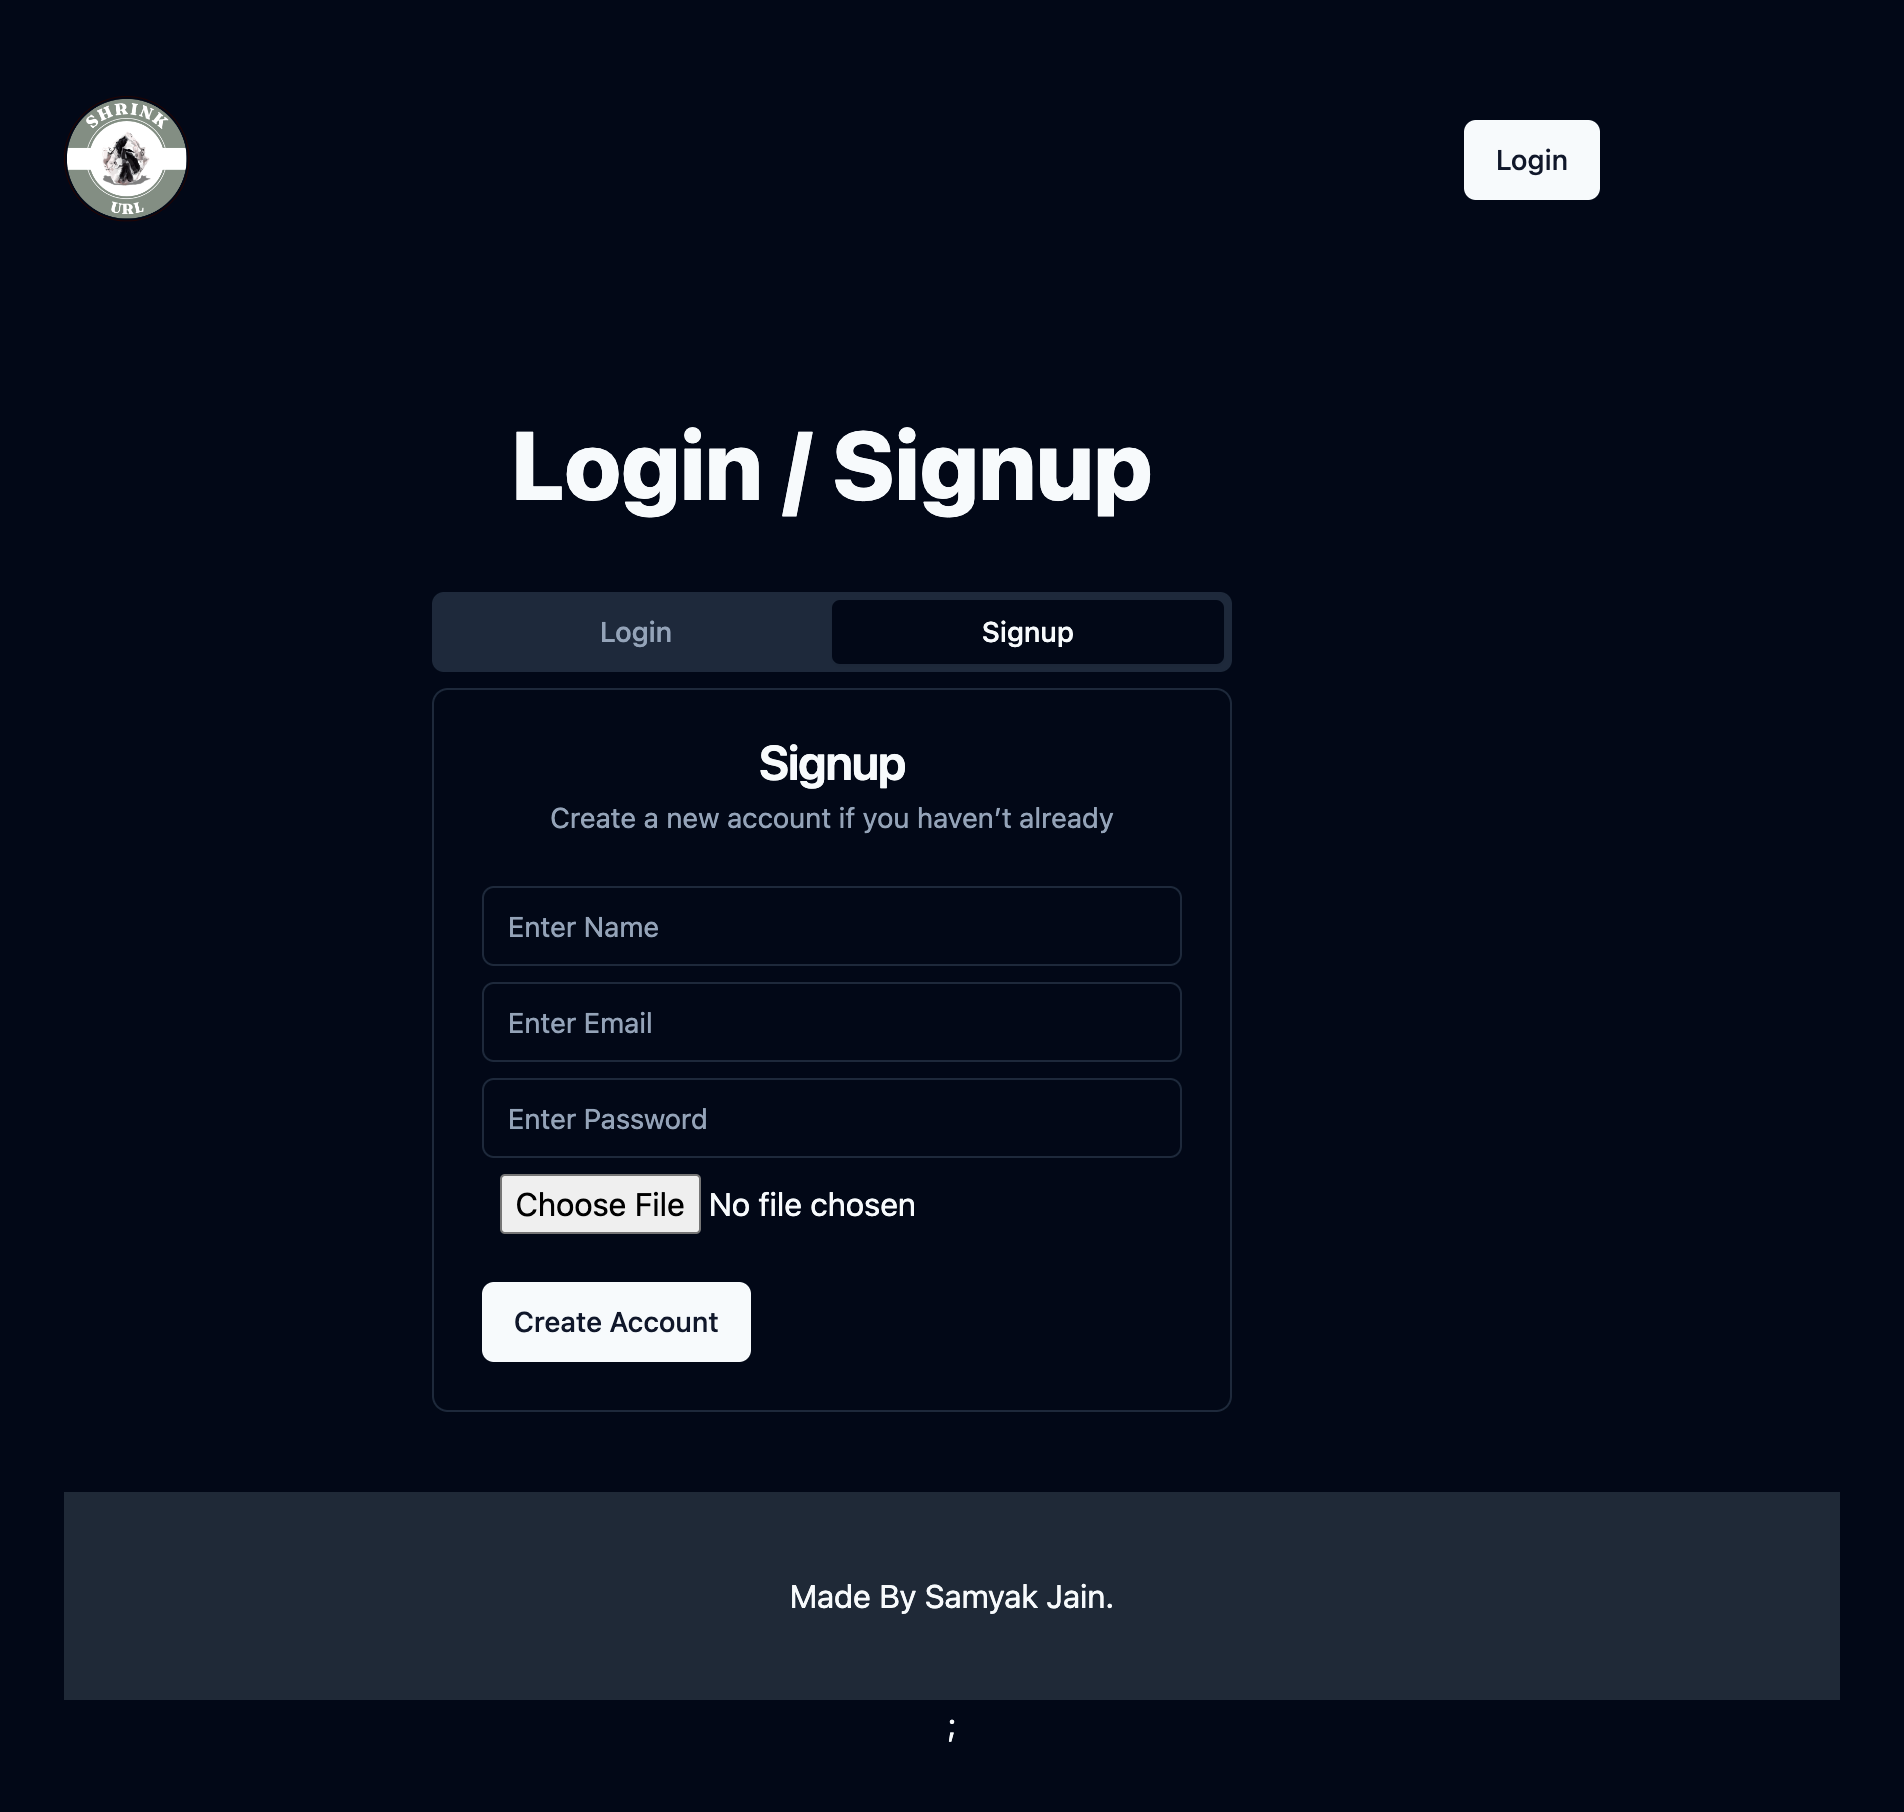 SHRINK
URL
Login
Login / Signup
Login
Signup
Signup
Create a new account if you haven’t already
Enter Name
Enter Email
Enter Password
Choose File No file chosen
Create Account
Made By Samyak Jain.
;